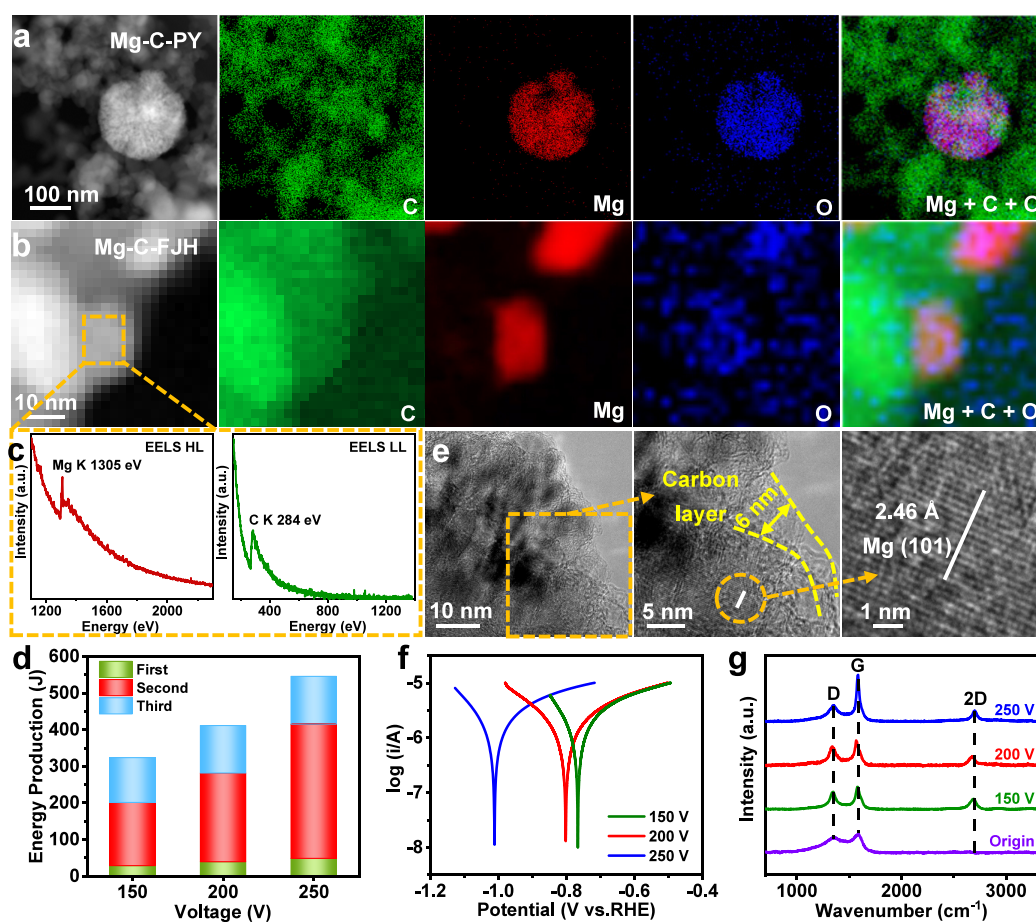 a
Mg-C-PY
100 nm
C
Mg
O
Mg + C + O
b
Mg-C-FJH
10 nm
C
Mg
O
Mg + C + O
c
EELS HL
Mg K 1305 eV
Intensity (a.u.)
1100 1650 2200
Energy (eV)
EELS LL
C K 284 eV
Intensity (a.u.)
400 800 1200
Energy (eV)
e
10 nm
Carbon
layer
6 nm
5 nm
2.46 Å
Mg (101)
1 nm
d
First
Second
Third
Energy Production (J)
600
500
400
300
200
100
0
150 200 250
Voltage (V)
f
log (i/A)
-5
-6
-7
-8
150 V
200 V
250 V
-1.2 -1.0 -0.8 -0.6 -0.4
Potential (V vs.RHE)
g
Intensity (a.u.)
D
G
2D
250 V
200 V
150 V
Origin
1000 2000 3000
Wavenumber (cm⁻¹)